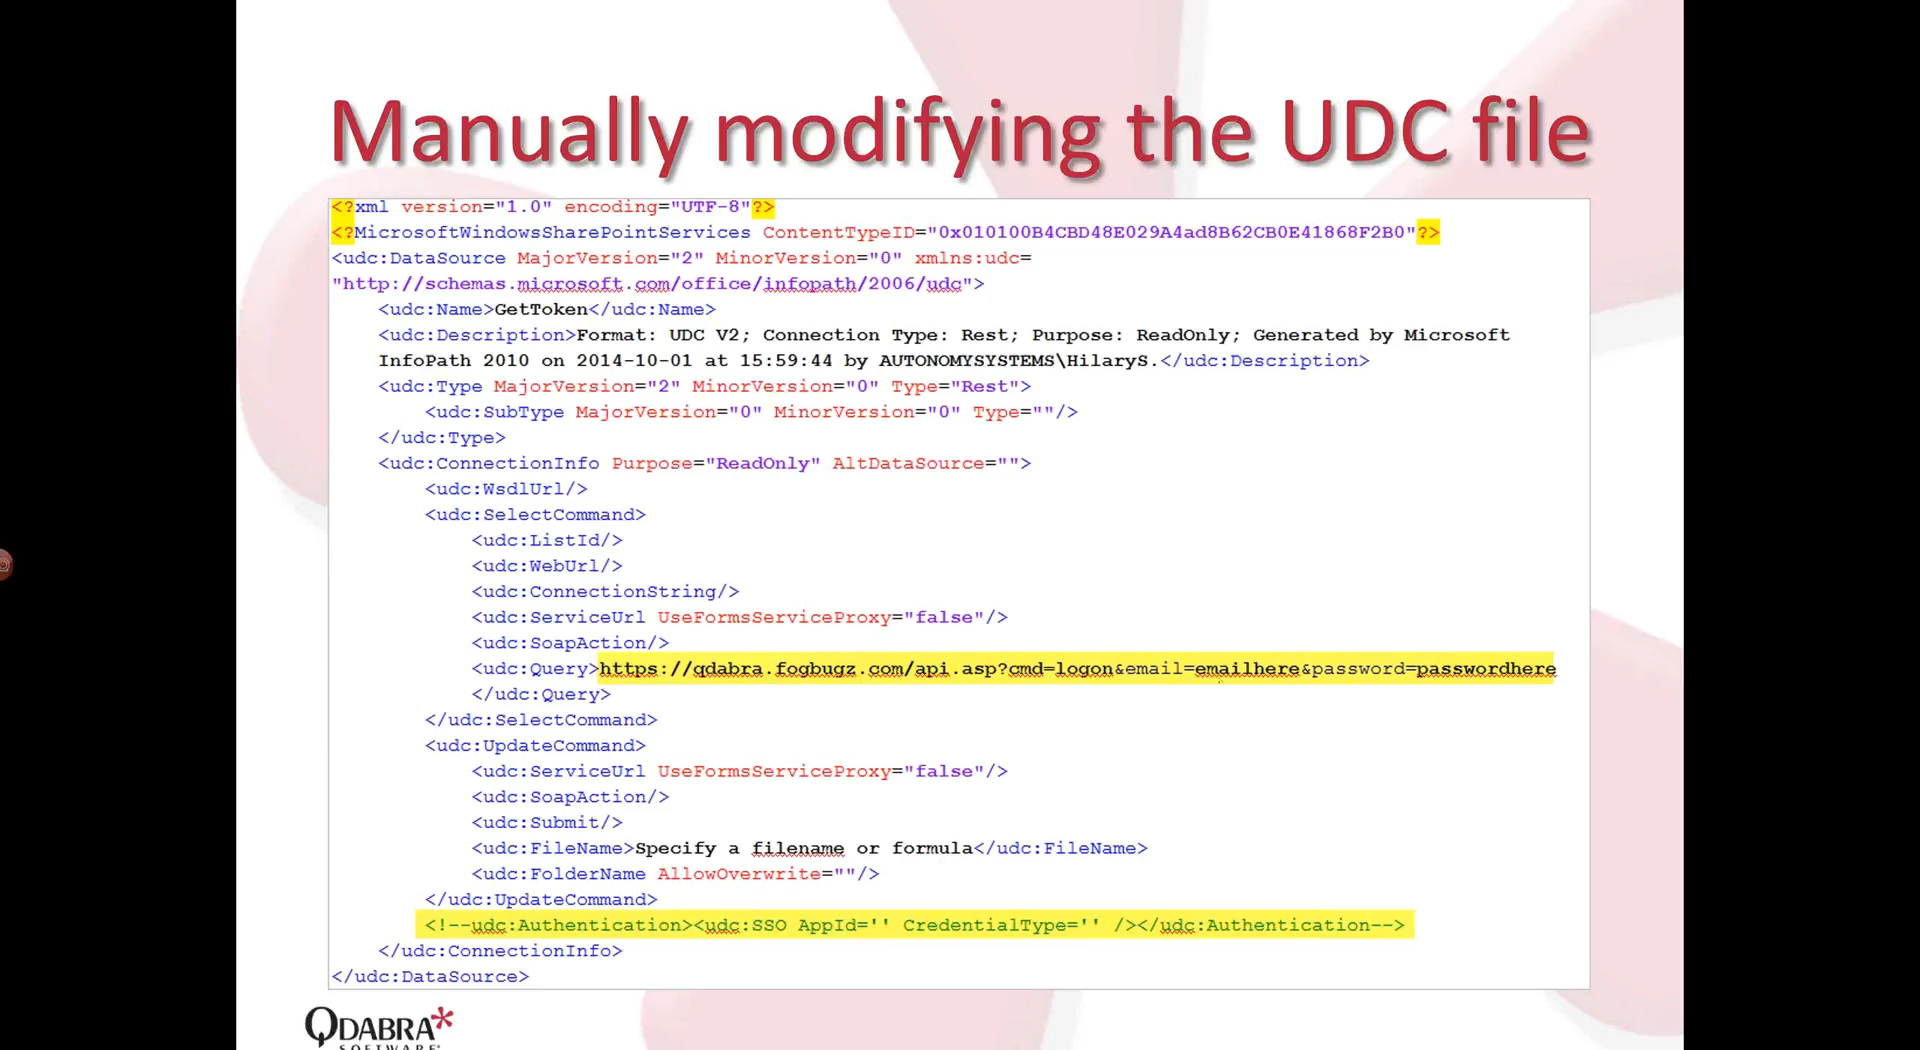 Manually modifying the UDC file
<?xml version="1.0" encoding="UTF-8"?>
<?MicrosoftWindowsSharePointServices ContentTypeID="0x010100B4CBD48E029A4ad8B62CB0E41868F2B0"?>
<udc:DataSource MajorVersion="2" MinorVersion="0" xmlns:udc=
"http://schemas.microsoft.com/office/infopath/2006/udc">
<udc:Name>GetToken</udc:Name>
<udc:Description>Format: UDC V2; Connection Type: Rest; Purpose: ReadOnly; Generated by Microsoft
InfoPath 2010 on 2014-10-01 at 15:59:44 by AUTONOMYSYSTEMS\HilaryS.</udc:Description>
<udc:Type MajorVersion="2" MinorVersion="0" Type="Rest">
<udc:SubType MajorVersion="0" MinorVersion="0" Type=""/>
</udc:Type>
<udc:ConnectionInfo Purpose="ReadOnly" AltDataSource="">
<udc:WsdlUrl/>
<udc:SelectCommand>
<udc:ListId/>
<udc:WebUrl/>
<udc:ConnectionString/>
<udc:ServiceUrl UseFormsServiceProxy="false"/>
<udc:SoapAction/>
<udc:Query>https://qdabra.fogbugz.com/api.asp?cmd=logon&email=emailhere&password=passwordhere
</udc:Query>
</udc:SelectCommand>
<udc:UpdateCommand>
<udc:ServiceUrl UseFormsServiceProxy="false"/>
<udc:SoapAction/>
<udc:Submit/>
<udc:FileName>Specify a filename or formula</udc:FileName>
<udc:FolderName AllowOverwrite=""/>
</udc:UpdateCommand>
<!--udc:Authentication><udc:SSO AppId='' CredentialType='' /></udc:Authentication-->
</udc:ConnectionInfo>
</udc:DataSource>
QDABRA
SOFTWARE